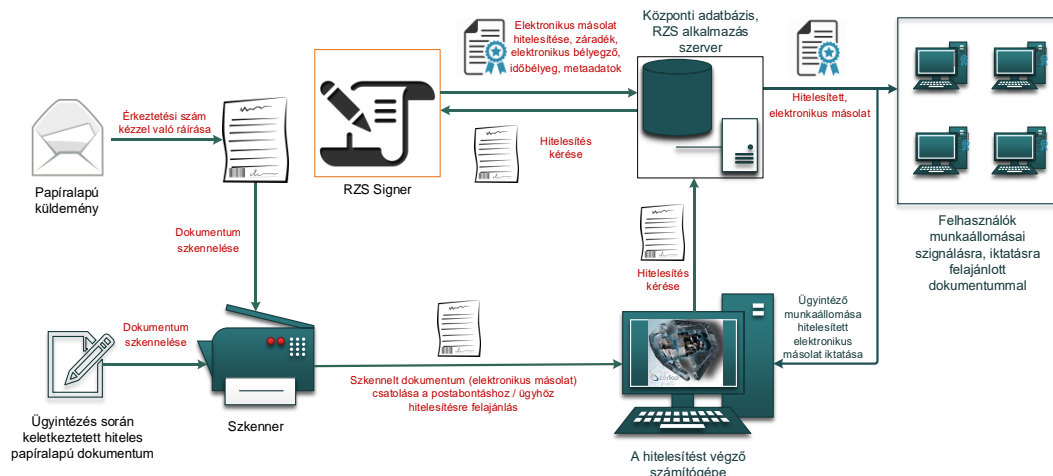 Elektronikus másolat
hitelesítése, záradék,
elektronikus bélyegző,
időbélyeg, metaadatok
Központi adatbázis,
RZS alkalmazás
szerver
Érkeztetési szám
kézzel való ráírása
Hitelesített,
elektronikus másolat
Hitelesítés
kérése
Papíralapú
küldemény
RZS Signer
Dokumentum
szkennelése
Hitelesítés
kérése
Felhasználók
munkaállomásai
szignálásra, iktatásra
felajánlott
dokumentummal
Dokumentum
szkennelése
Ügyintéző
munkaállomása
hitelesített
elektronikus
másolat iktatása
Szkennelt dokumentum (elektronikus másolat)
csatolása a postabontáshoz / ügyhöz
hitelesítésre felajánlás
Ügyintézés során
keletkeztetett hiteles
papíralapú dokumentum
Szkenner
A hitelesítést végző
számítógépe